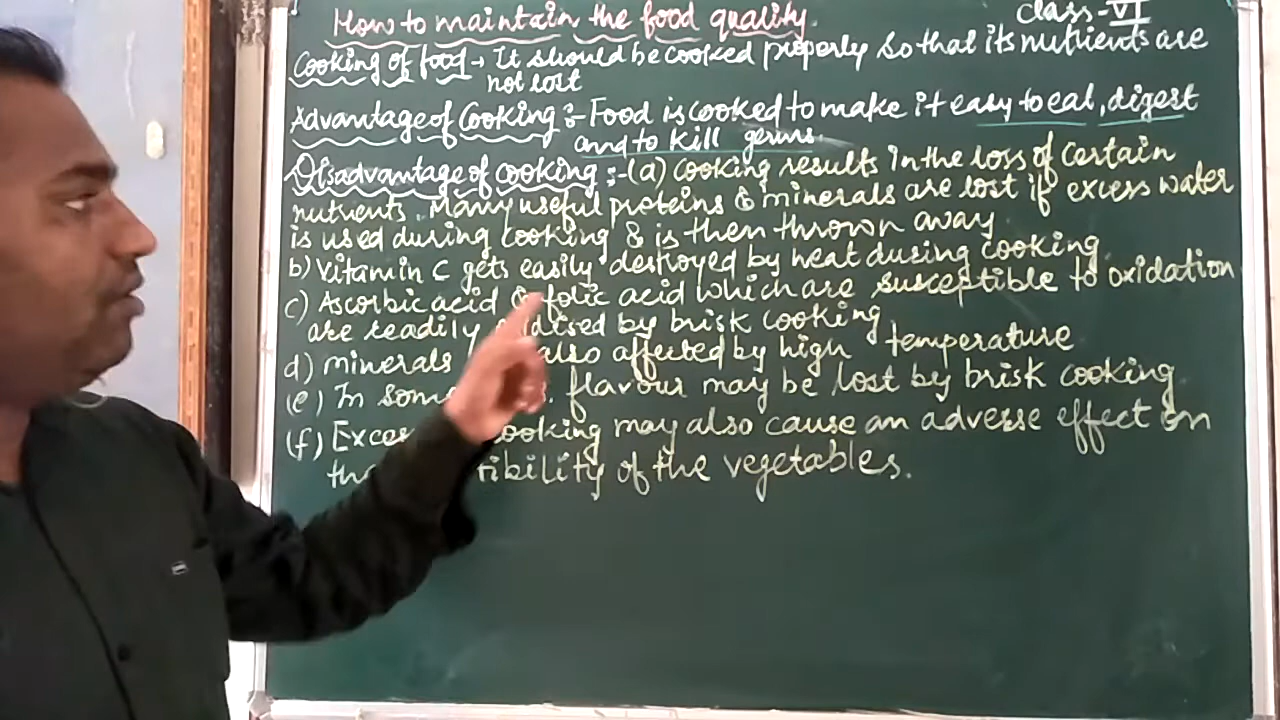 How to maintain the food quality.
class-VI
Cooking of food → It should be cooked properly so that its nutrients are
not lost
Advantage of Cooking :- Food is cooked to make it easy to eat, digest
and to kill germs.
Disadvantage of cooking :- (a) cooking results in the loss of certain
nutrients. Many useful proteins & minerals are lost if excess water
is used during cooking & is then thrown away
b) Vitamin C gets easily destroyed by heat during cooking
c) Ascorbic acid & folic acid which are susceptible to oxidation
are readily by brisk cooking
d) minerals also affected by high temperature
(e) In flavour may be lost by brisk cooking
(f) cooking may also cause an adverse effect on
of the vegetables.